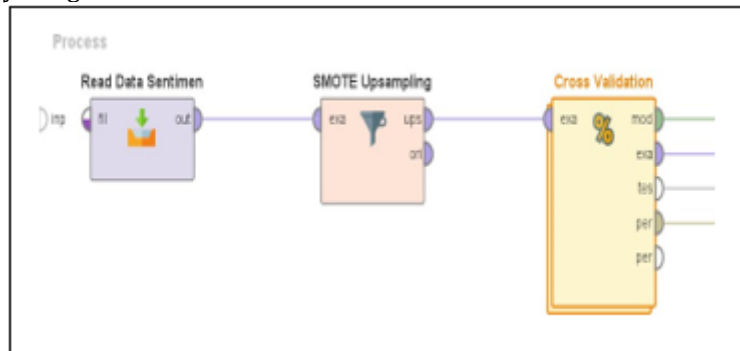 Process
Read Data Sentimen
SMOTE Upsampling
Cross Validation
inp
fil
out
exa
ups
ori
exa
mod
exa
tes
per
per